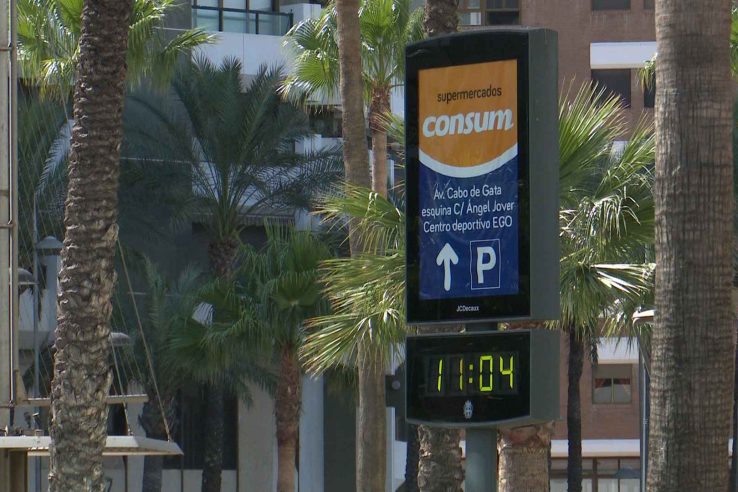 supermercados
consum
Av. Cabo de Gata
esquina C/ Ángel Jover
Centro deportivo EGO
P
JCDecaux
11:04